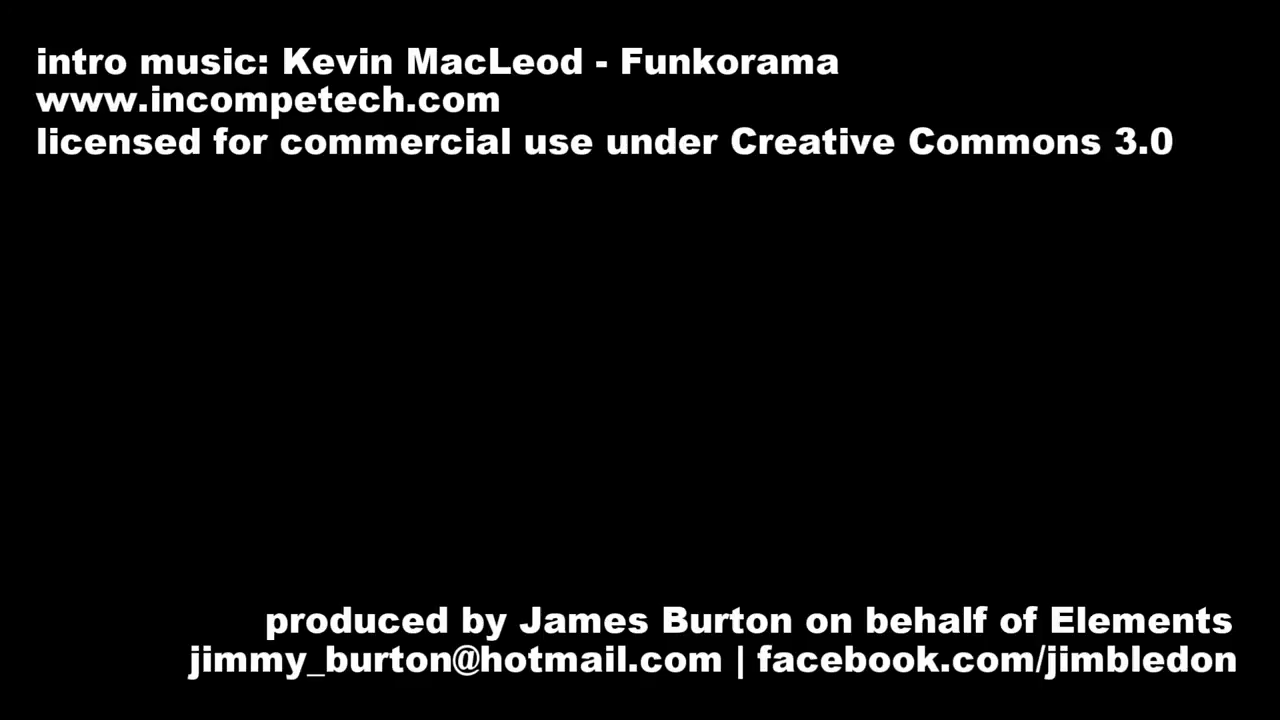 intro music: Kevin MacLeod - Funkorama
www.incompetech.com
licensed for commercial use under Creative Commons 3.0
produced by James Burton on behalf of Elements
jimmy_burton@hotmail.com | facebook.com/jimbledon